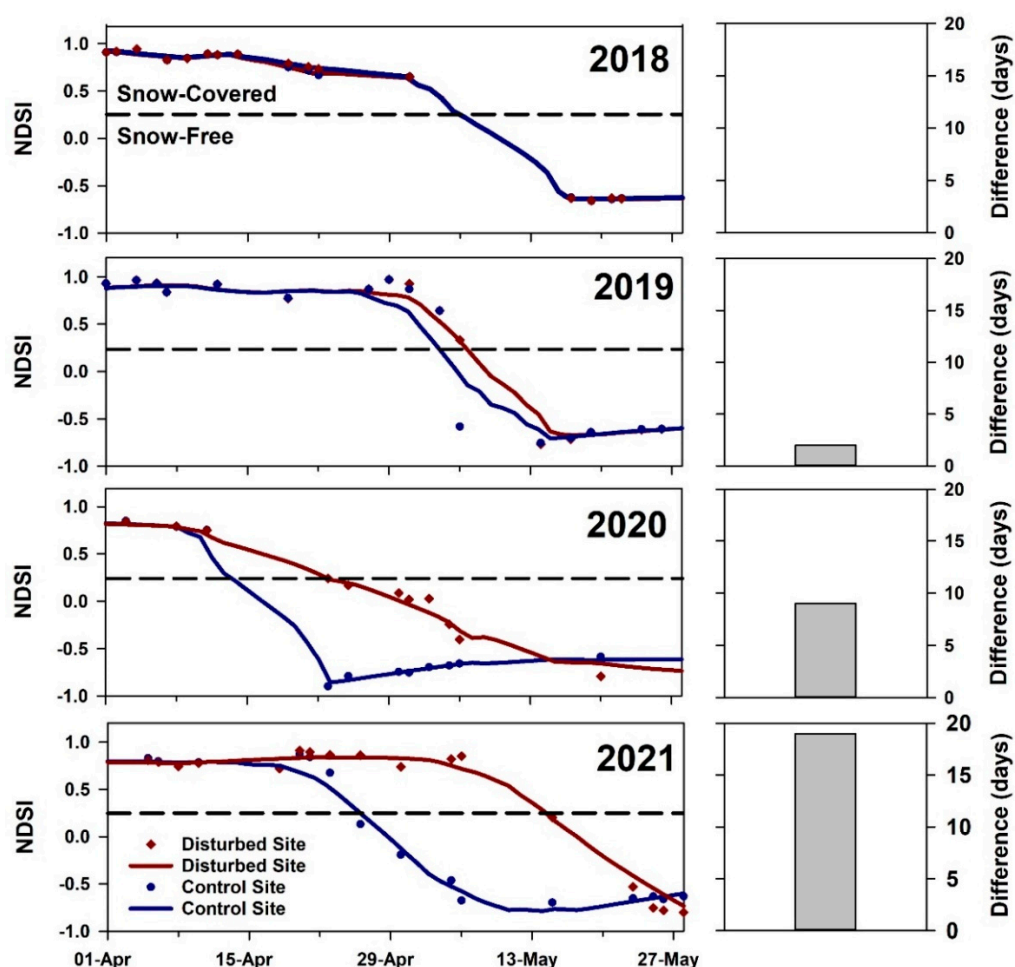 2018
Snow-Covered
Snow-Free
NDSI
1.0
0.5
0.0
-0.5
-1.0
20
15
10
5
0
Difference (days)
2019
NDSI
1.0
0.5
0.0
-0.5
-1.0
20
15
10
5
0
Difference (days)
2020
NDSI
1.0
0.5
0.0
-0.5
-1.0
20
15
10
5
0
Difference (days)
2021
NDSI
1.0
0.5
0.0
-0.5
-1.0
Disturbed Site
Disturbed Site
Control Site
Control Site
20
15
10
5
0
Difference (days)
01-Apr
15-Apr
29-Apr
13-May
27-May